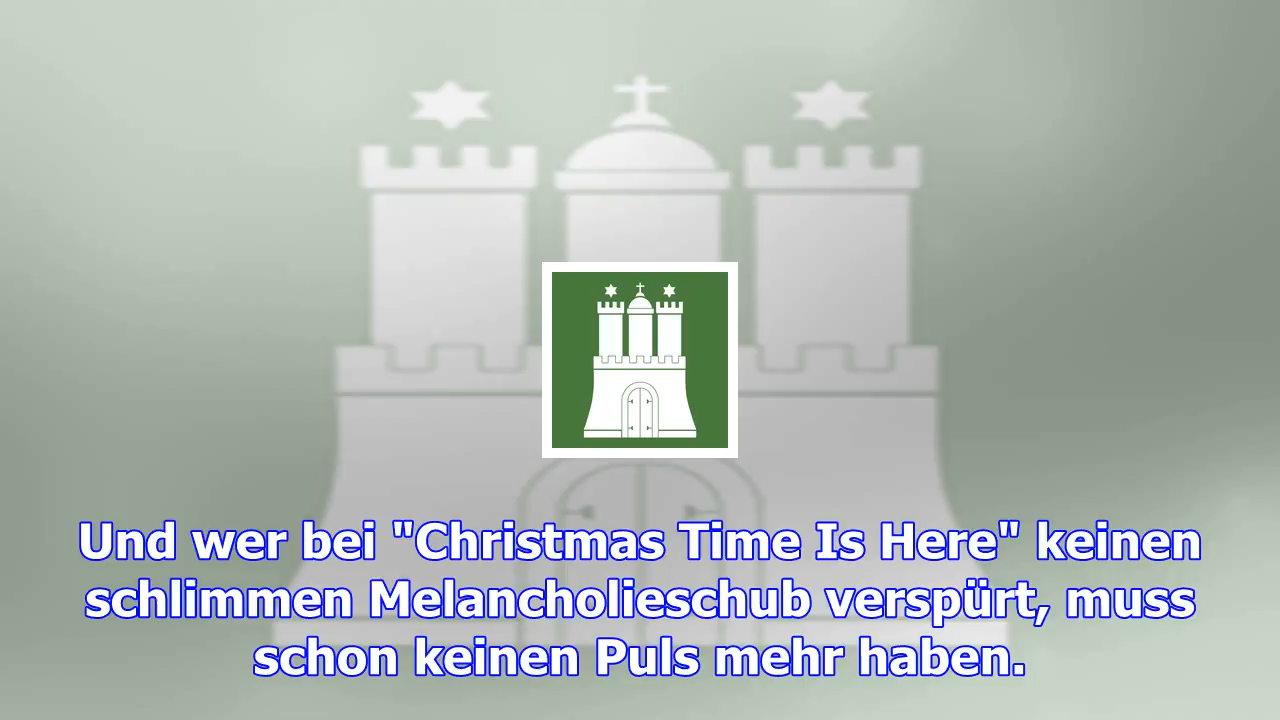 Und wer bei "Christmas Time Is Here" keinen
schlimmen Melancholieschub verspürt, muss
schon keinen Puls mehr haben.